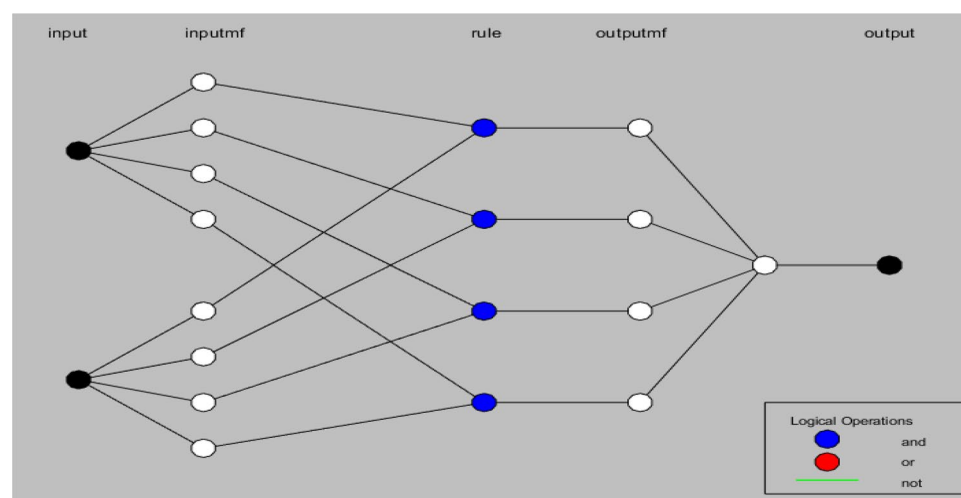 input inputmf rule outputmf output
Logical Operations
and
or
not